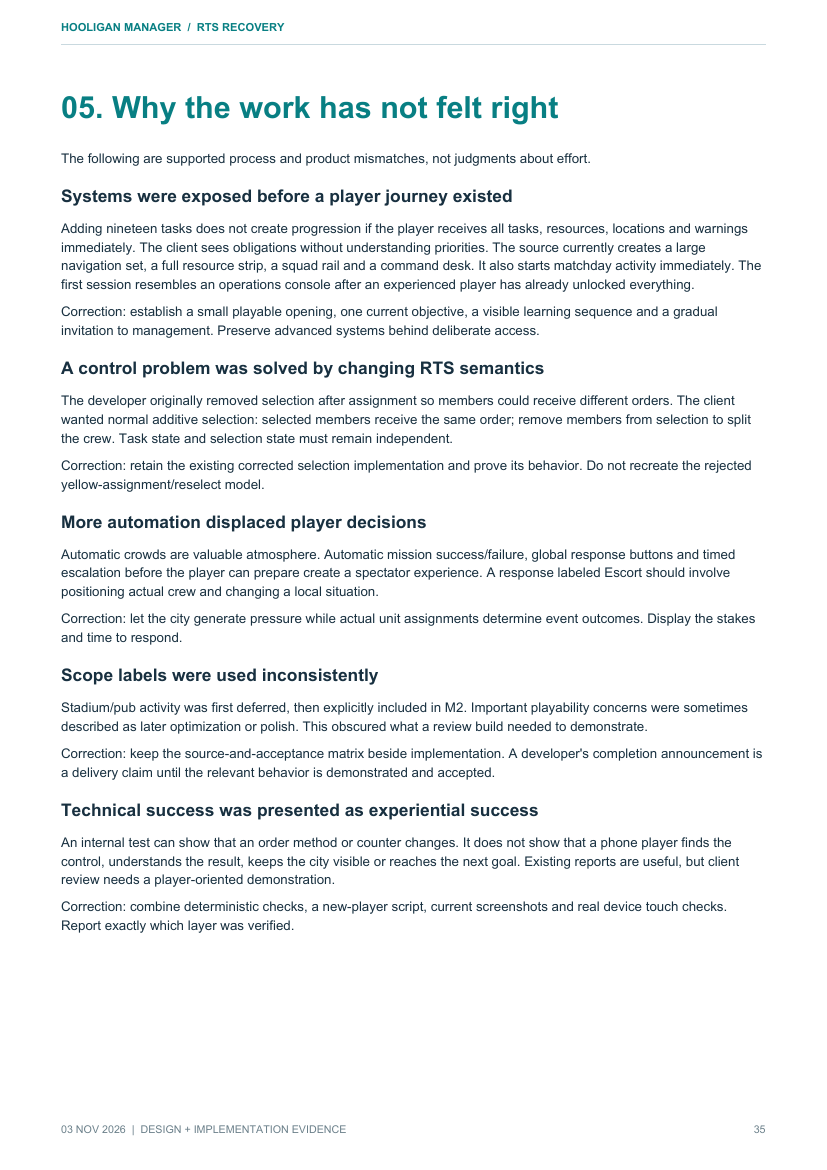 HOOLIGAN MANAGER / RTS RECOVERY
05. Why the work has not felt right
The following are supported process and product mismatches, not judgments about effort.
Systems were exposed before a player journey existed
Adding nineteen tasks does not create progression if the player receives all tasks, resources, locations and warnings
immediately. The client sees obligations without understanding priorities. The source currently creates a large
navigation set, a full resource strip, a squad rail and a command desk. It also starts matchday activity immediately. The
first session resembles an operations console after an experienced player has already unlocked everything.
Correction: establish a small playable opening, one current objective, a visible learning sequence and a gradual
invitation to management. Preserve advanced systems behind deliberate access.
A control problem was solved by changing RTS semantics
The developer originally removed selection after assignment so members could receive different orders. The client
wanted normal additive selection: selected members receive the same order; remove members from selection to split
the crew. Task state and selection state must remain independent.
Correction: retain the existing corrected selection implementation and prove its behavior. Do not recreate the rejected
yellow-assignment/reselect model.
More automation displaced player decisions
Automatic crowds are valuable atmosphere. Automatic mission success/failure, global response buttons and timed
escalation before the player can prepare create a spectator experience. A response labeled Escort should involve
positioning actual crew and changing a local situation.
Correction: let the city generate pressure while actual unit assignments determine event outcomes. Display the stakes
and time to respond.
Scope labels were used inconsistently
Stadium/pub activity was first deferred, then explicitly included in M2. Important playability concerns were sometimes
described as later optimization or polish. This obscured what a review build needed to demonstrate.
Correction: keep the source-and-acceptance matrix beside implementation. A developer's completion announcement is
a delivery claim until the relevant behavior is demonstrated and accepted.
Technical success was presented as experiential success
An internal test can show that an order method or counter changes. It does not show that a phone player finds the
control, understands the result, keeps the city visible or reaches the next goal. Existing reports are useful, but client
review needs a player-oriented demonstration.
Correction: combine deterministic checks, a new-player script, current screenshots and real device touch checks.
Report exactly which layer was verified.
03 NOV 2026 | DESIGN + IMPLEMENTATION EVIDENCE
35